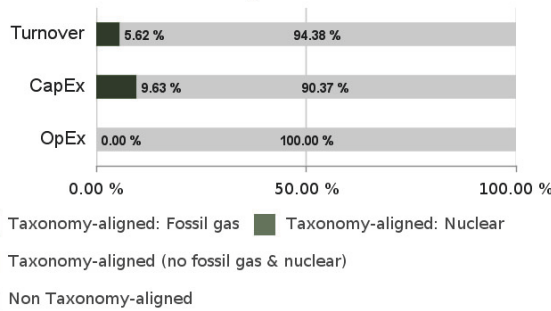 Turnover 5.62 % 94.38 %
CapEx 9.63 % 90.37 %
OpEx 0.00 % 100.00 %
0.00 % 50.00 % 100.00 %
Taxonomy-aligned: Fossil gas Taxonomy-aligned: Nuclear
Taxonomy-aligned (no fossil gas & nuclear)
Non Taxonomy-aligned